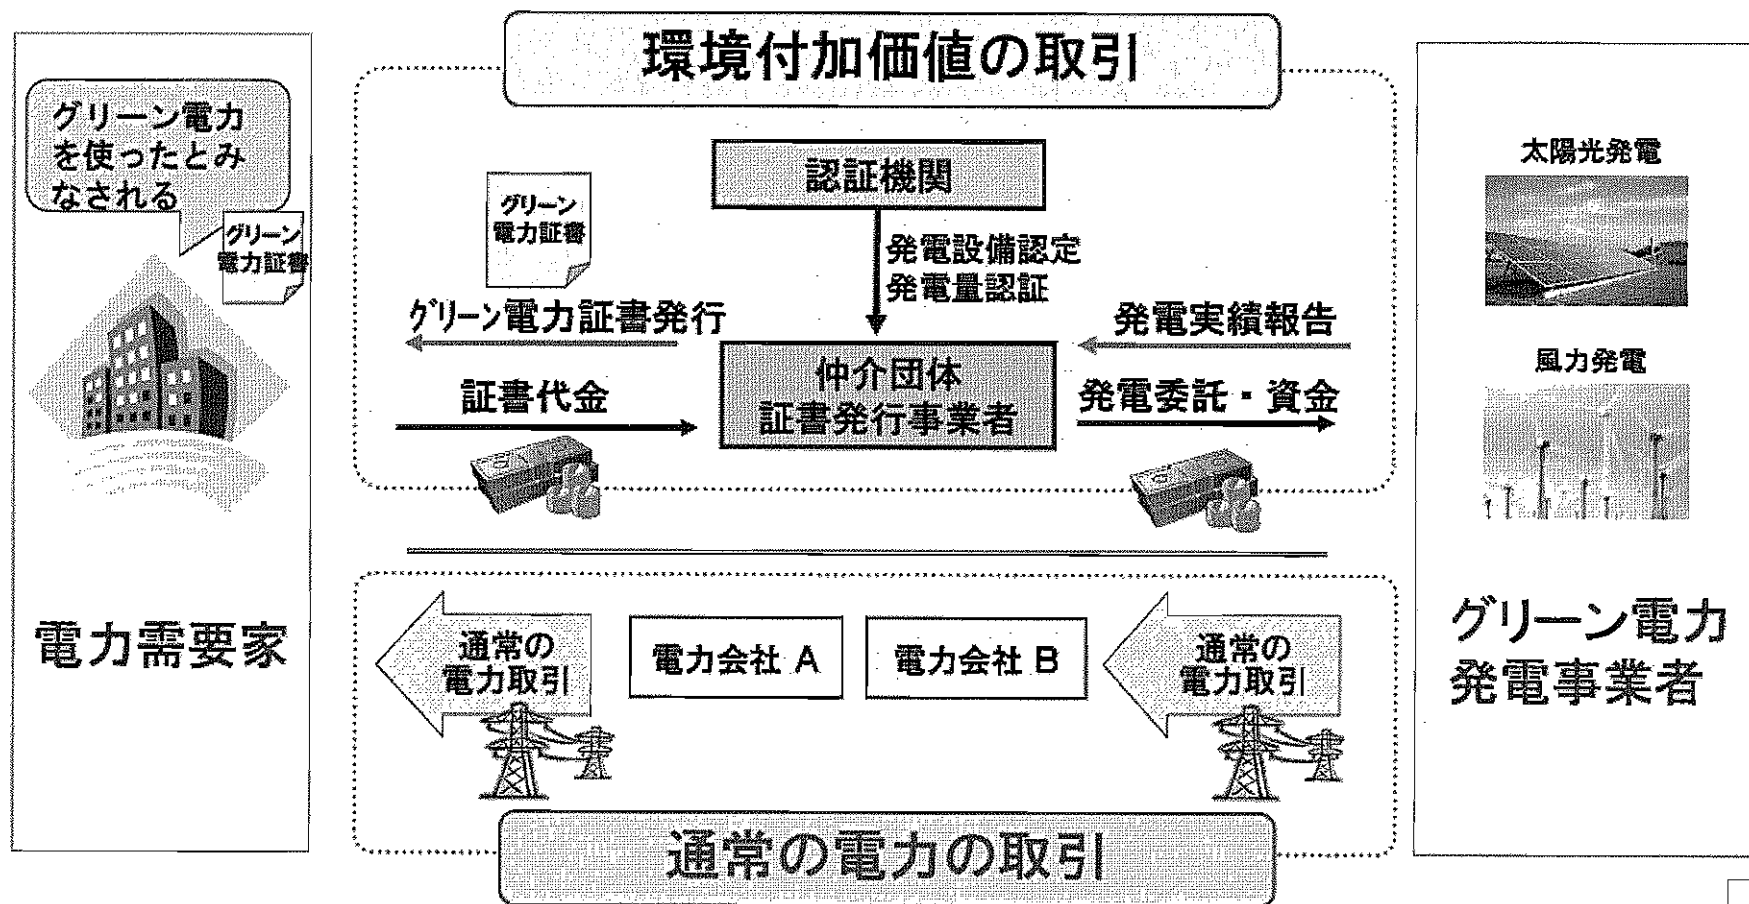 環境付加価値の取引
グリーン電力
を使ったとみ
なされる
グリーン
電力証書
電力需要家
認証機関
グリーン
電力証書
発電設備認定
発電量認証
グリーン電力証書発行
発電実績報告
仲介団体
証書発行事業者
証書代金
発電委託・資金
通常の
電力取引
電力会社 A
電力会社 B
通常の
電力取引
通常の電力の取引
太陽光発電
風力発電
グリーン電力
発電事業者